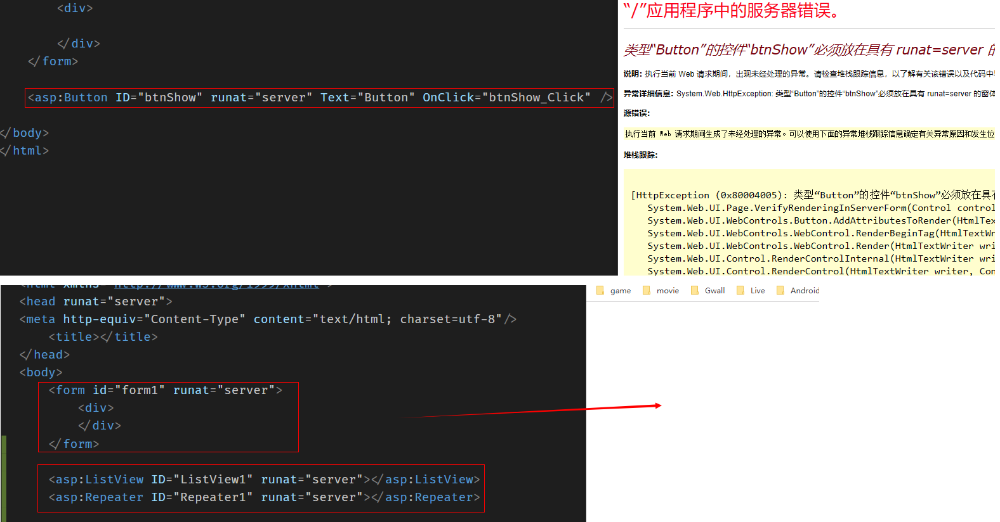 <div>
</div>
</form>
<asp:Button ID="btnShow" runat="server" Text="Button" OnClick="btnShow_Click" />
</body>
</html>
“/”应用程序中的服务器错误。
类型“Button”的控件“btnShow”必须放在具有 runat=server 的
说明: 执行当前 Web 请求期间，出现未经处理的异常。请检查堆栈跟踪信息，以了解有关该错误以及代码中
异常详细信息: System.Web.HttpException: 类型“Button”的控件“btnShow”必须放在具有 runat=server 的窗体
源错误:
执行当前 Web 请求期间生成了未经处理的异常。可以使用下面的异常堆栈跟踪信息确定有关异常原因和发生位
堆栈跟踪:
[HttpException (0x80004005): 类型“Button”的控件“btnShow”必须放在具有
System.Web.UI.Page.VerifyRenderingInServerForm(Control control
System.Web.UI.WebControls.Button.AddAttributesToRender(HtmlTex
System.Web.UI.WebControls.WebControl.RenderBeginTag(HtmlTextWr
System.Web.UI.WebControls.WebControl.Render(HtmlTextWriter wri
System.Web.UI.Control.RenderControlInternal(HtmlTextWriter wri
System.Web.UI.Control.RenderControl(HtmlTextWriter writer, Con
<html xmlns="http://www.w3.org/1999/xhtml">
<head runat="server">
<meta http-equiv="Content-Type" content="text/html; charset=utf-8"/>
<title></title>
</head>
<body>
<form id="form1" runat="server">
<div>
</div>
</form>
<asp:ListView ID="ListView1" runat="server"></asp:ListView>
<asp:Repeater ID="Repeater1" runat="server"></asp:Repeater>
game movie Gwall Live Android